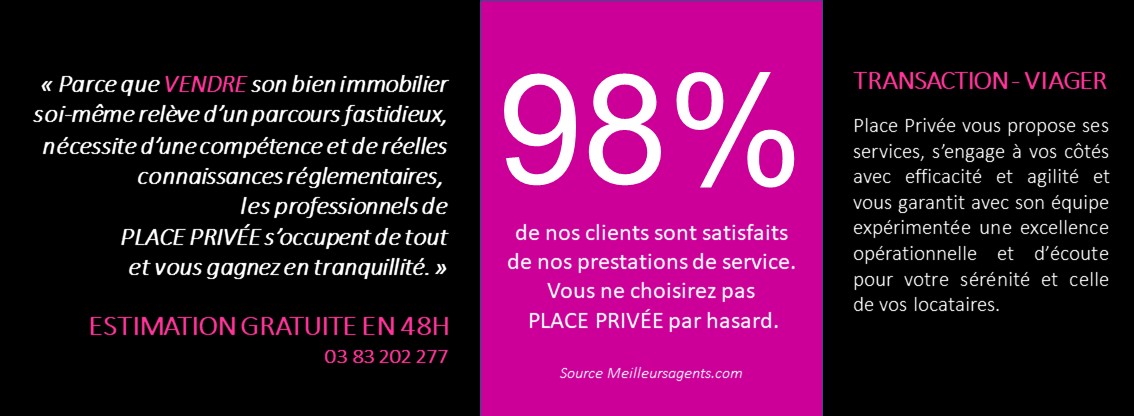 « Parce que VENDRE son bien immobilier
soi-même relève d'un parcours fastidieux,
nécessite d'une compétence et de réelles
connaissances réglementaires,
les professionnels de
PLACE PRIVÉE s'occupent de tout
et vous gagnez en tranquillité. »
ESTIMATION GRATUITE EN 48H
03 83 202 277
98%
de nos clients sont satisfaits
de nos prestations de service.
Vous ne choisirez pas
PLACE PRIVÉE par hasard.
Source Meilleursagents.com
TRANSACTION - VIAGER
Place Privée vous propose ses
services, s'engage à vos côtés
avec efficacité et agilité et
vous garantit avec son équipe
expérimentée une excellence
opérationnelle et d'écoute
pour votre sérénité et celle
de vos locataires.